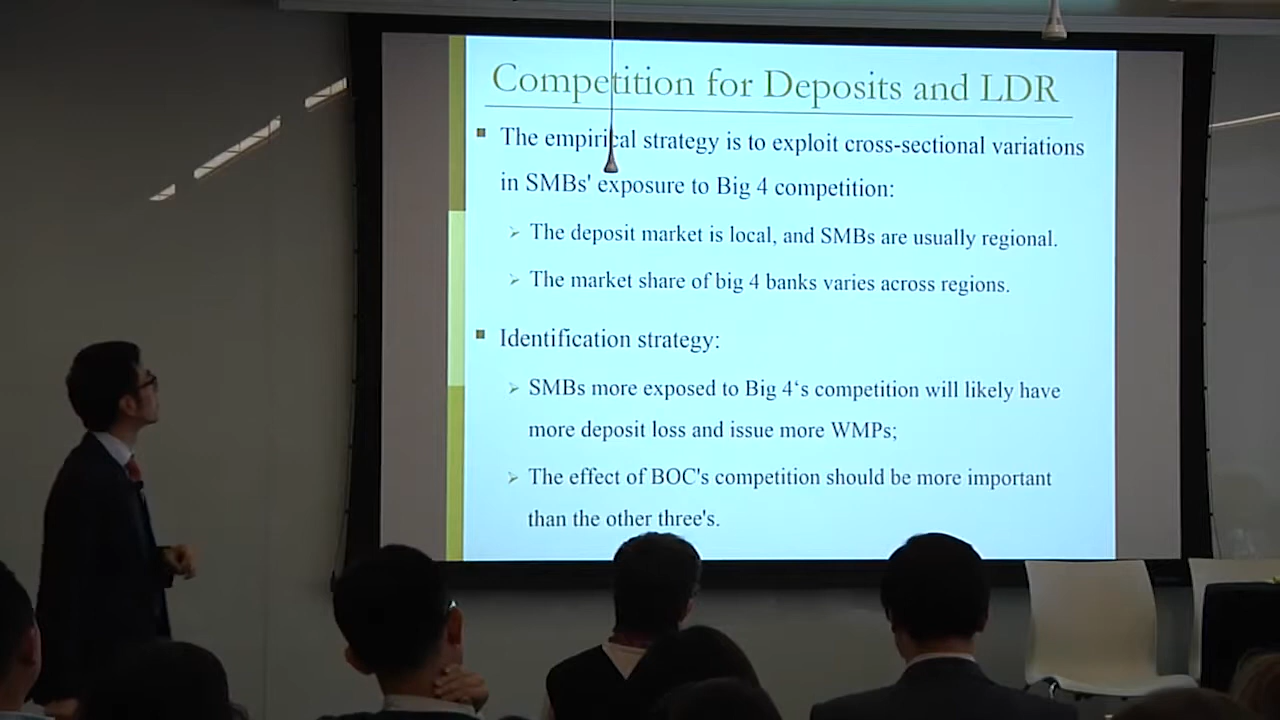 Competition for Deposits and LDR
The empirical strategy is to exploit cross-sectional variations
in SMBs' exposure to Big 4 competition:
The deposit market is local, and SMBs are usually regional.
The market share of big 4 banks varies across regions.
Identification strategy:
SMBs more exposed to Big 4‘s competition will likely have
more deposit loss and issue more WMPs;
The effect of BOC's competition should be more important
than the other three's.